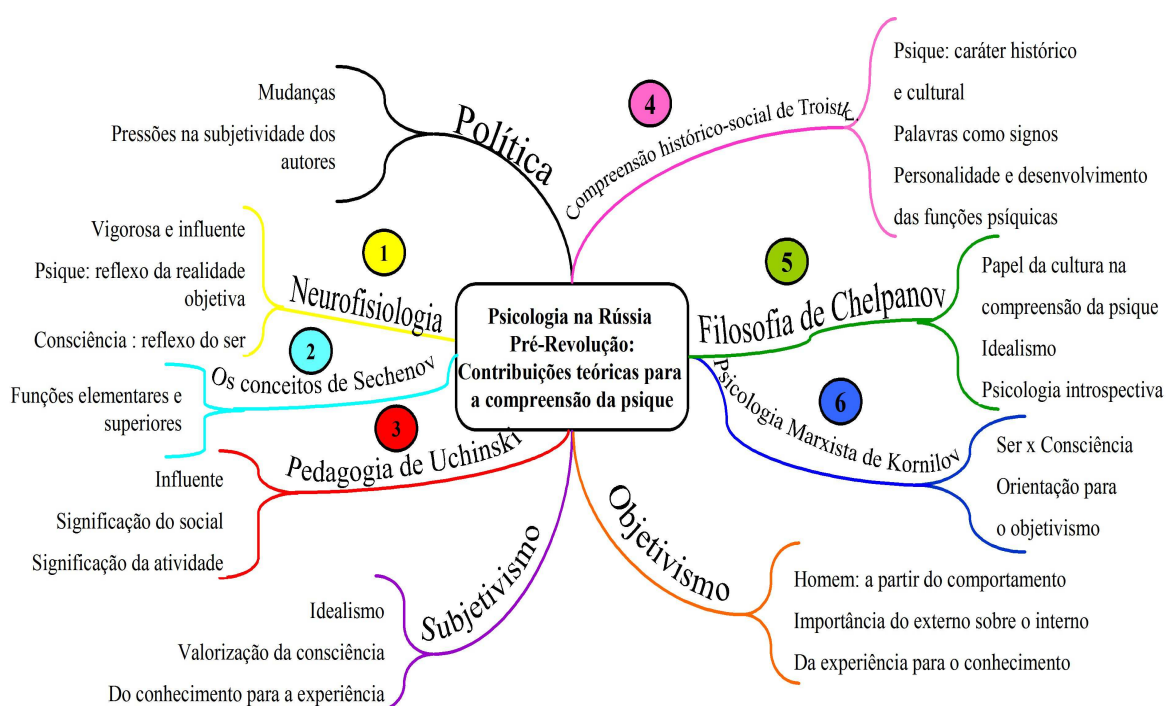 Psicologia na Rússia
Pré-Revolução:
Contribuições teóricas para
a compreensão da psique
Política
Mudanças
Pressões na subjetividade dos
autores
1
Neurofisiologia
Vigorosa e influente
Psique: reflexo da realidade
objetiva
Consciência : reflexo do ser
2
Os conceitos de Sechenov
Funções elementares e
superiores
3
Pedagogia de Uchinski
Influente
Significação do social
Significação da atividade
Subjetivismo
Idealismo
Valorização da consciência
Do conhecimento para a experiência
4
Compreensão histórico-social de
Psique: caráter histórico
e cultural
Palavras como signos
Personalidade e desenvolvimento
das funções psíquicas
5
Filosofia de Chelpanov
Papel da cultura na
compreensão da psique
Idealismo
Psicologia introspectiva
6
Psicologia Marxista de Kornilov
Ser x Consciência
Orientação para
o objetivismo
Objetivismo
Homem: a partir do comportamento
Importância do externo sobre o interno
Da experiência para o conhecimento